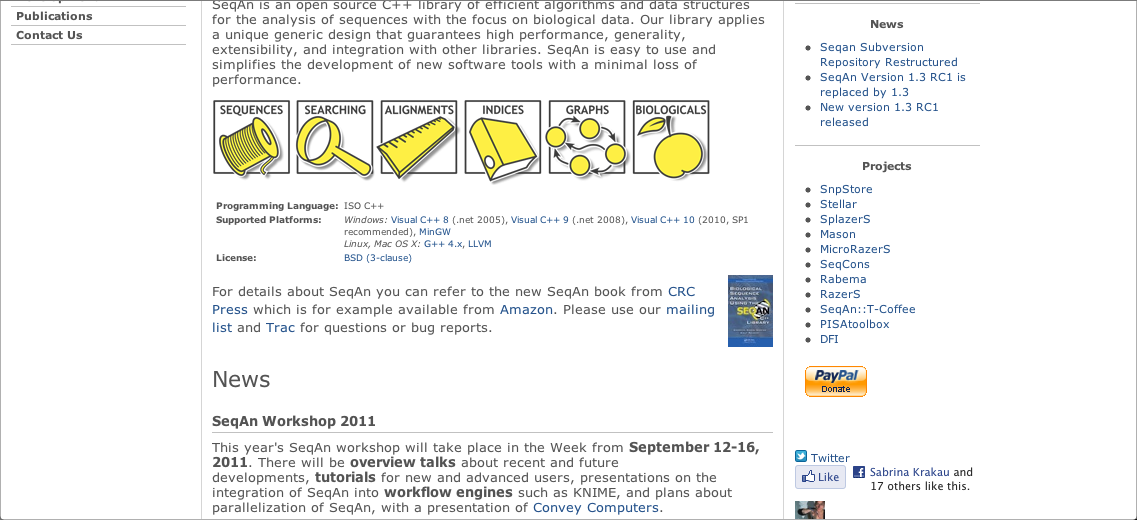 Publications
Contact Us
SeqAn is an open source C++ library of efficient algorithms and data structures
for the analysis of sequences with the focus on biological data. Our library applies
a unique generic design that guarantees high performance, generality,
extensibility, and integration with other libraries. SeqAn is easy to use and
simplifies the development of new software tools with a minimal loss of
performance.
SEQUENCES SEARCHING ALIGNMENTS INDICES GRAPHS BIOLOGICALS
Programming Language: ISO C++
Supported Platforms: Windows: Visual C++ 8 (.net 2005), Visual C++ 9 (.net 2008), Visual C++ 10 (2010, SP1
recommended), MinGW
Linux, Mac OS X: G++ 4.x, LLVM
License: BSD (3-clause)
For details about SeqAn you can refer to the new SeqAn book from CRC
Press which is for example available from Amazon. Please use our mailing
list and Trac for questions or bug reports.
BIOLOGICAL
SEQUENCE
ANALYSIS
USING THE
SEQAN
C++
LIBRARY
News
SeqAn Workshop 2011
This year's SeqAn workshop will take place in the Week from September 12-16,
2011. There will be overview talks about recent and future
developments, tutorials for new and advanced users, presentations on the
integration of SeqAn into workflow engines such as KNIME, and plans about
parallelization of SeqAn, with a presentation of Convey Computers.
News
Seqan Subversion
Repository Restructured
SeqAn Version 1.3 RC1 is
replaced by 1.3
New version 1.3 RC1
released
Projects
SnpStore
Stellar
SplazerS
Mason
MicroRazerS
SeqCons
Rabema
RazerS
SeqAn::T-Coffee
PISAtoolbox
DFI
PayPal
Donate
Twitter
Like
Sabrina Krakau and
17 others like this.